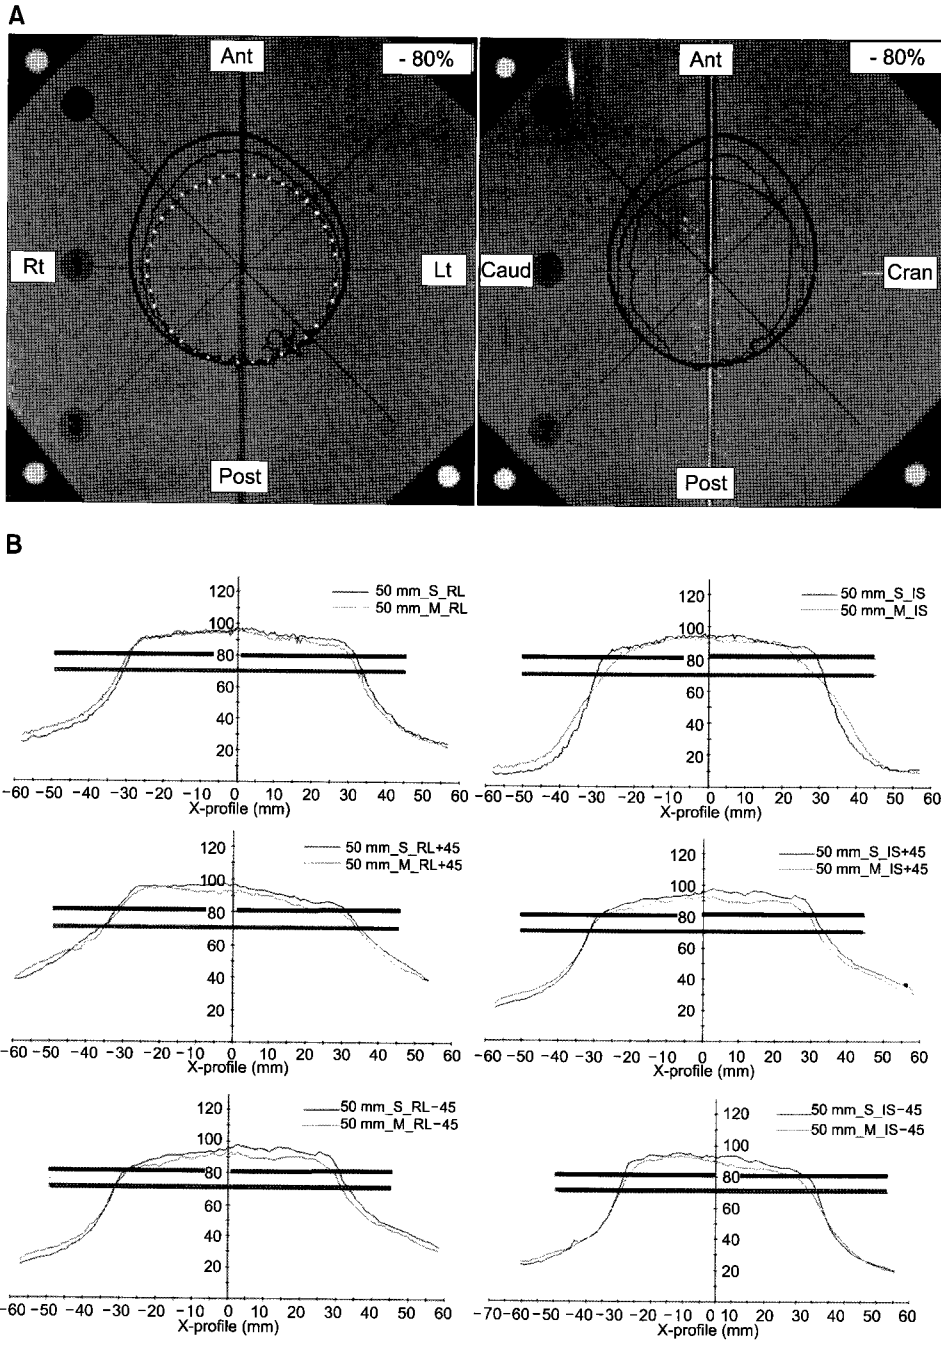 A
Ant
- 80%
Ant
- 80%
Rt
Lt
Caud
Cran
Post
Post
B
120
100
80
60
40
20
50 mm_S_RL
50 mm_M_RL
−60 −50 −40 −30 −20 −10 0 10 20 30 40 50 60
X-profile (mm)
120
100
80
60
40
20
50 mm_S_IS
50 mm_M_IS
−60 −50 −40 −30 −20 −10 0 10 20 30 40 50 60
X-profile (mm)
120
100
80
60
40
20
50 mm_S_RL+45
50 mm_M_RL+45
−60 −50 −40 −30 −20 −10 0 10 20 30 40 50 60
X-profile (mm)
120
100
80
60
40
20
50 mm_S_IS+45
50 mm_M_IS+45
−60 −50 −40 −30 −20 −10 0 10 20 30 40 50 60
X-profile (mm)
120
100
80
60
40
20
50 mm_S_RL−45
50 mm_M_RL−45
−60 −50 −40 −30 −20 −10 0 10 20 30 40 50 60
X-profile (mm)
120
100
80
60
40
20
50 mm_S_IS−45
50 mm_M_IS−45
−70 −60 −50 −40 −30 −20 −10 0 10 20 30 40 50 60
X-profile (mm)